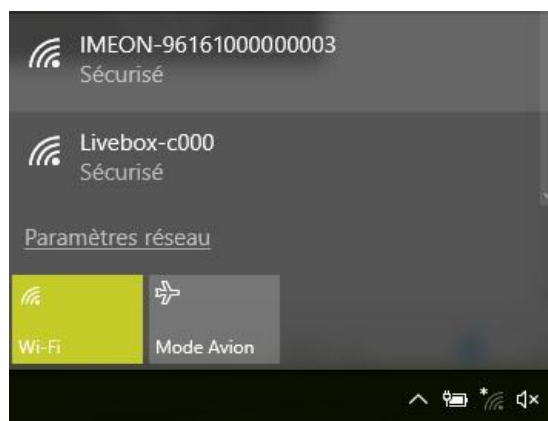 IMEON-96161000000003
Sécurisé
Livebox-c000
Sécurisé
Paramètres réseau
Wi-Fi
Mode Avion